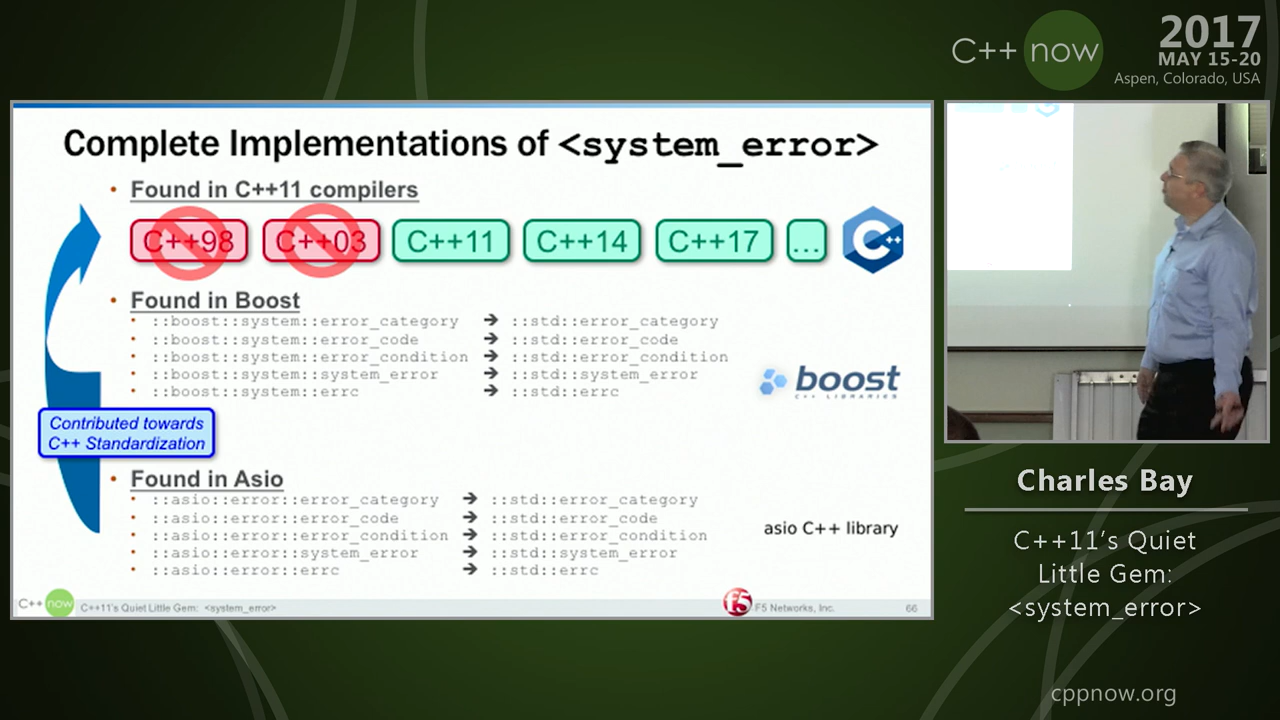 C++ now
2017
MAY 15-20
Aspen, Colorado, USA
Complete Implementations of <system_error>
• Found in C++11 compilers
C++98 C++03 C++11 C++14 C++17 ... C++
• Found in Boost
• ::boost::system::error_category ➔ ::std::error_category
• ::boost::system::error_code ➔ ::std::error_code
• ::boost::system::error_condition ➔ ::std::error_condition
• ::boost::system::system_error ➔ ::std::system_error
• ::boost::system::errc ➔ ::std::errc
boost
C++ LIBRARIES
Contributed towards
C++ Standardization
• Found in Asio
• ::asio::error::error_category ➔ ::std::error_category
• ::asio::error::error_code ➔ ::std::error_code
• ::asio::error::error_condition ➔ ::std::error_condition
• ::asio::error::system_error ➔ ::std::system_error
• ::asio::error::errc ➔ ::std::errc
asio C++ library
C++ now C++11's Quiet Little Gem: <system_error> f5 F5 Networks, Inc. 66
Charles Bay
C++11's Quiet
Little Gem:
<system_error>
cppnow.org